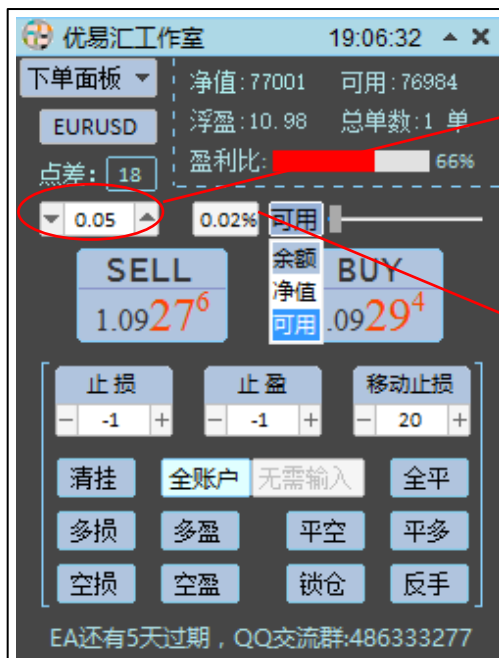 优易汇工作室 19:06:32
下单面板 净值:77001 可用:76984
EURUSD 浮盈:10.98 总单数:1 单
点差: 18 盈利比: 66%
0.05 0.02% 可用
余额
净值
可用
SELL BUY
1.09276 .09294
止损 止盈 移动止损
- -1 + - -1 + - 20 +
清挂 全账户 无需输入 全平
多损 多盈 平空 平多
空损 空盈 锁仓 反手
EA还有5天过期，QQ交流群:486333277